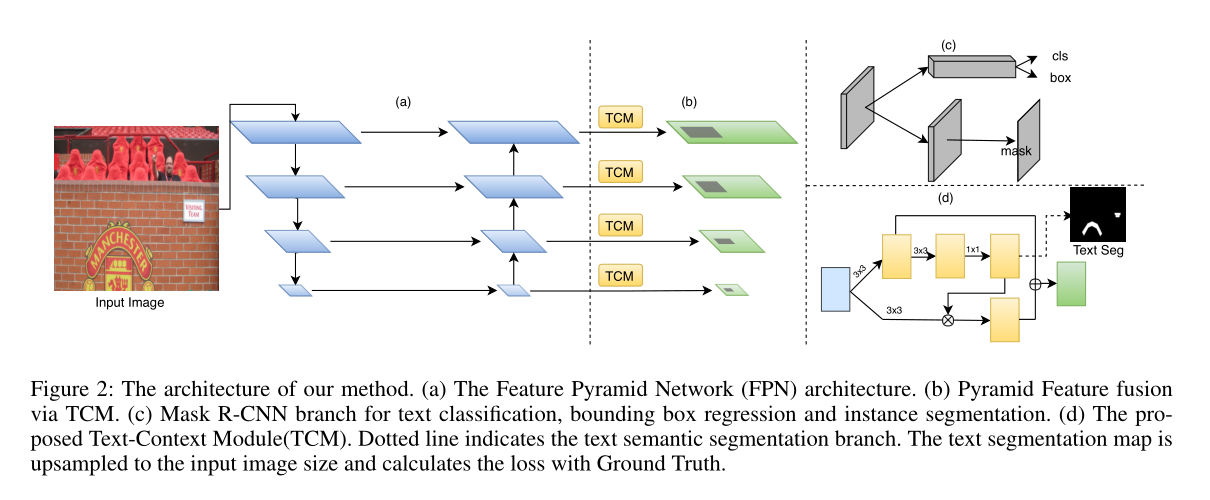 (a)
(b)
(c)
cls
box
mask
TCM
TCM
TCM
TCM
VISITING
TEAM
MANCHESTER
Input Image
(d)
3x3
3x3
3x3
1x1
Text Seg
Figure 2: The architecture of our method. (a) The Feature Pyramid Network (FPN) architecture. (b) Pyramid Feature fusion
via TCM. (c) Mask R-CNN branch for text classification, bounding box regression and instance segmentation. (d) The pro-
posed Text-Context Module(TCM). Dotted line indicates the text semantic segmentation branch. The text segmentation map is
upsampled to the input image size and calculates the loss with Ground Truth.